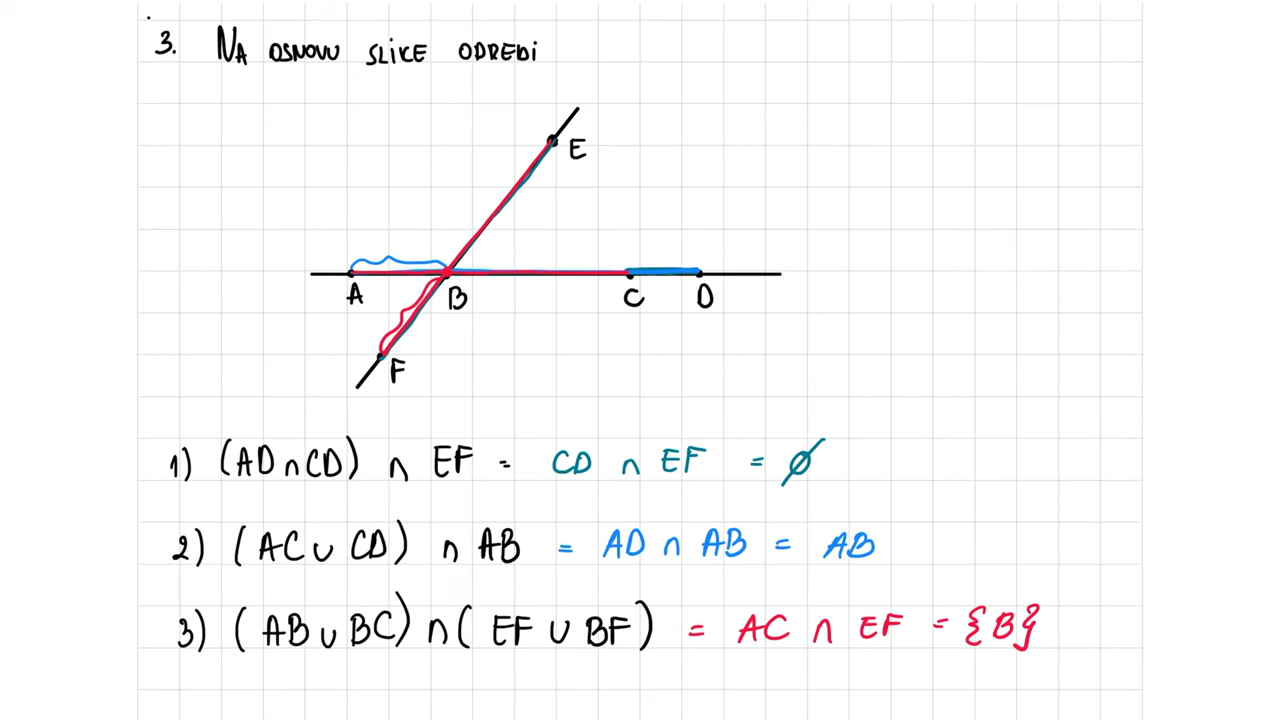 3. NA OSNOVU SLICE ODREDI
E
A B C D
F
1) (AD∩CD) ∩ EF = CD ∩ EF = ∅
2) (AC∪CD) ∩ AB = AD ∩ AB = AB
3) (AB∪BC)∩(EF∪BF) = AC ∩ EF = {B}